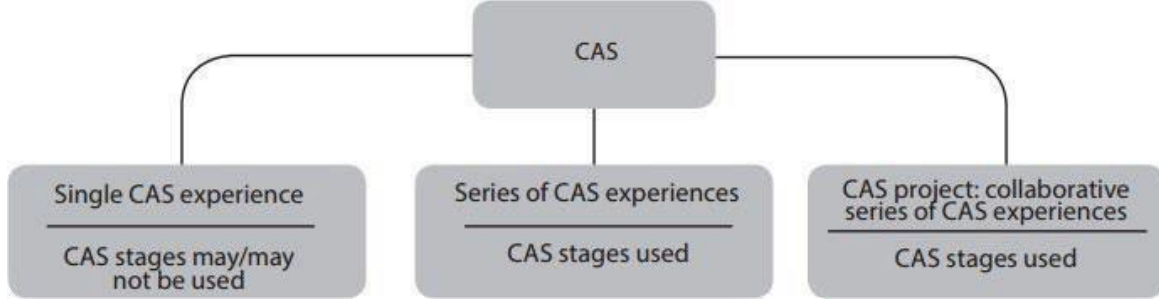 CAS
Single CAS experience
CAS stages may/may
not be used
Series of CAS experiences
CAS stages used
CAS project: collaborative
series of CAS experiences
CAS stages used